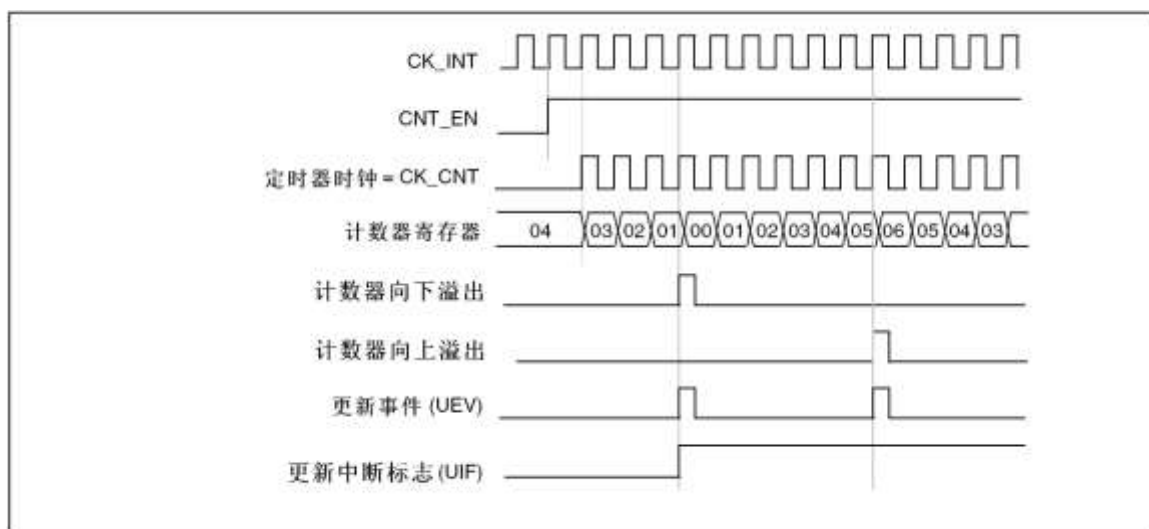 CK_INT
CNT_EN
定时器时钟 = CK_CNT
计数器寄存器 04 03 02 01 00 01 02 03 04 05 06 05 04 03
计数器向下溢出
计数器向上溢出
更新事件 (UEV)
更新中断标志 (UIF)